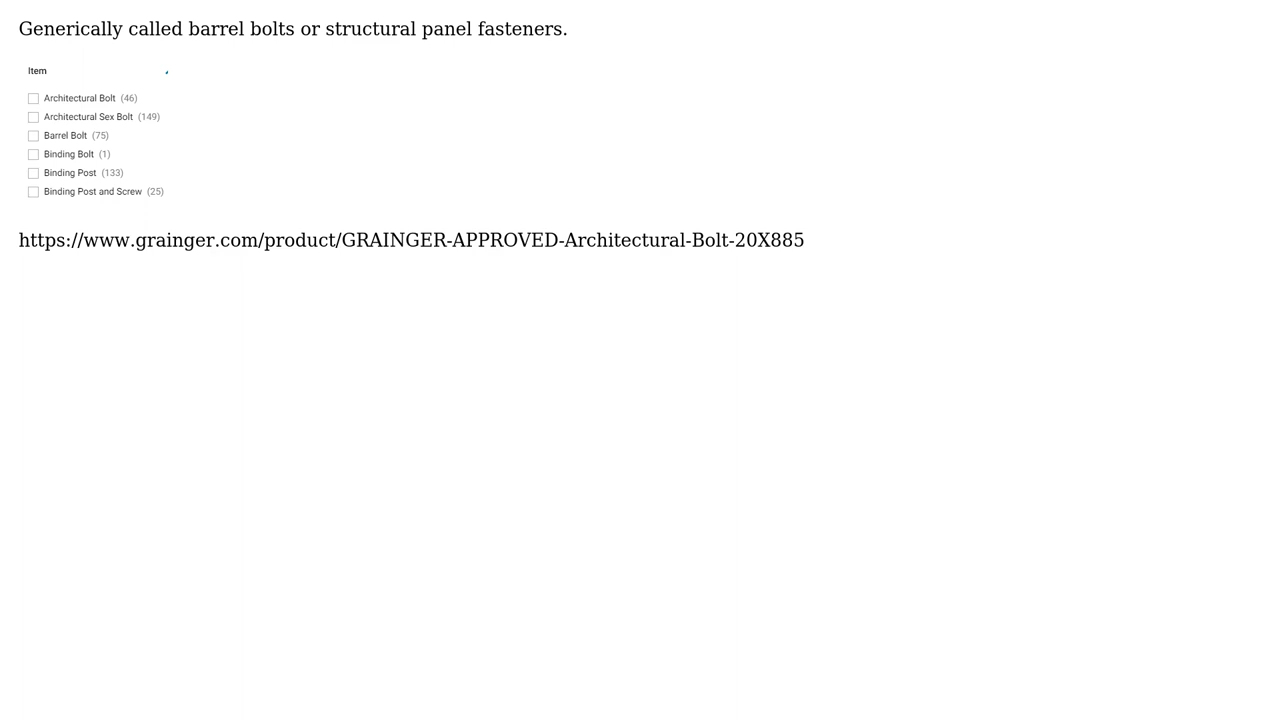 Generically called barrel bolts or structural panel fasteners.
Item
Architectural Bolt (46)
Architectural Sex Bolt (149)
Barrel Bolt (75)
Binding Bolt (1)
Binding Post (133)
Binding Post and Screw (25)
https://www.grainger.com/product/GRAINGER-APPROVED-Architectural-Bolt-20X885